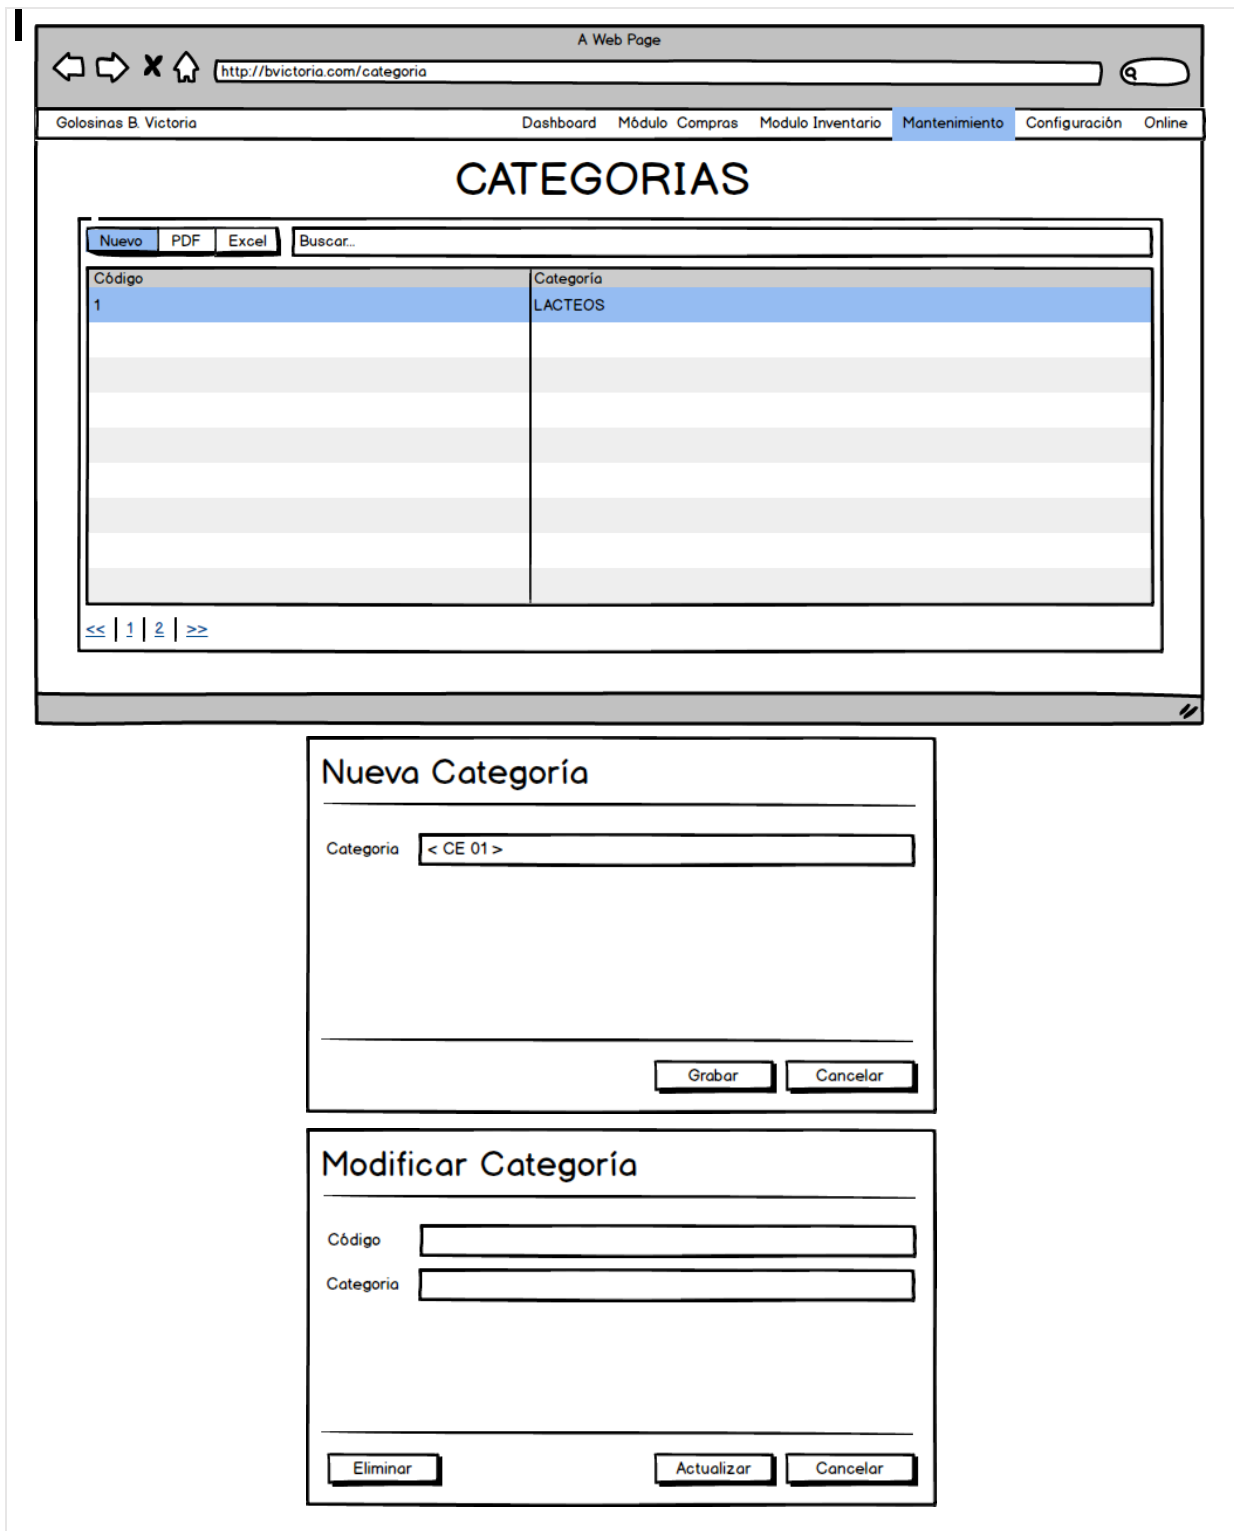 A Web Page
http://bvictoria.com/categoria
Golosinas B. Victoria Dashboard Módulo Compras Modulo Inventario Mantenimiento Configuración Online
CATEGORIAS
Nuevo PDF Excel Buscar...
Código Categoría
1 LACTEOS
<< 1 2 >>
Nueva Categoría
Categoria < CE 01 >
Grabar Cancelar
Modificar Categoría
Código
Categoria
Eliminar Actualizar Cancelar